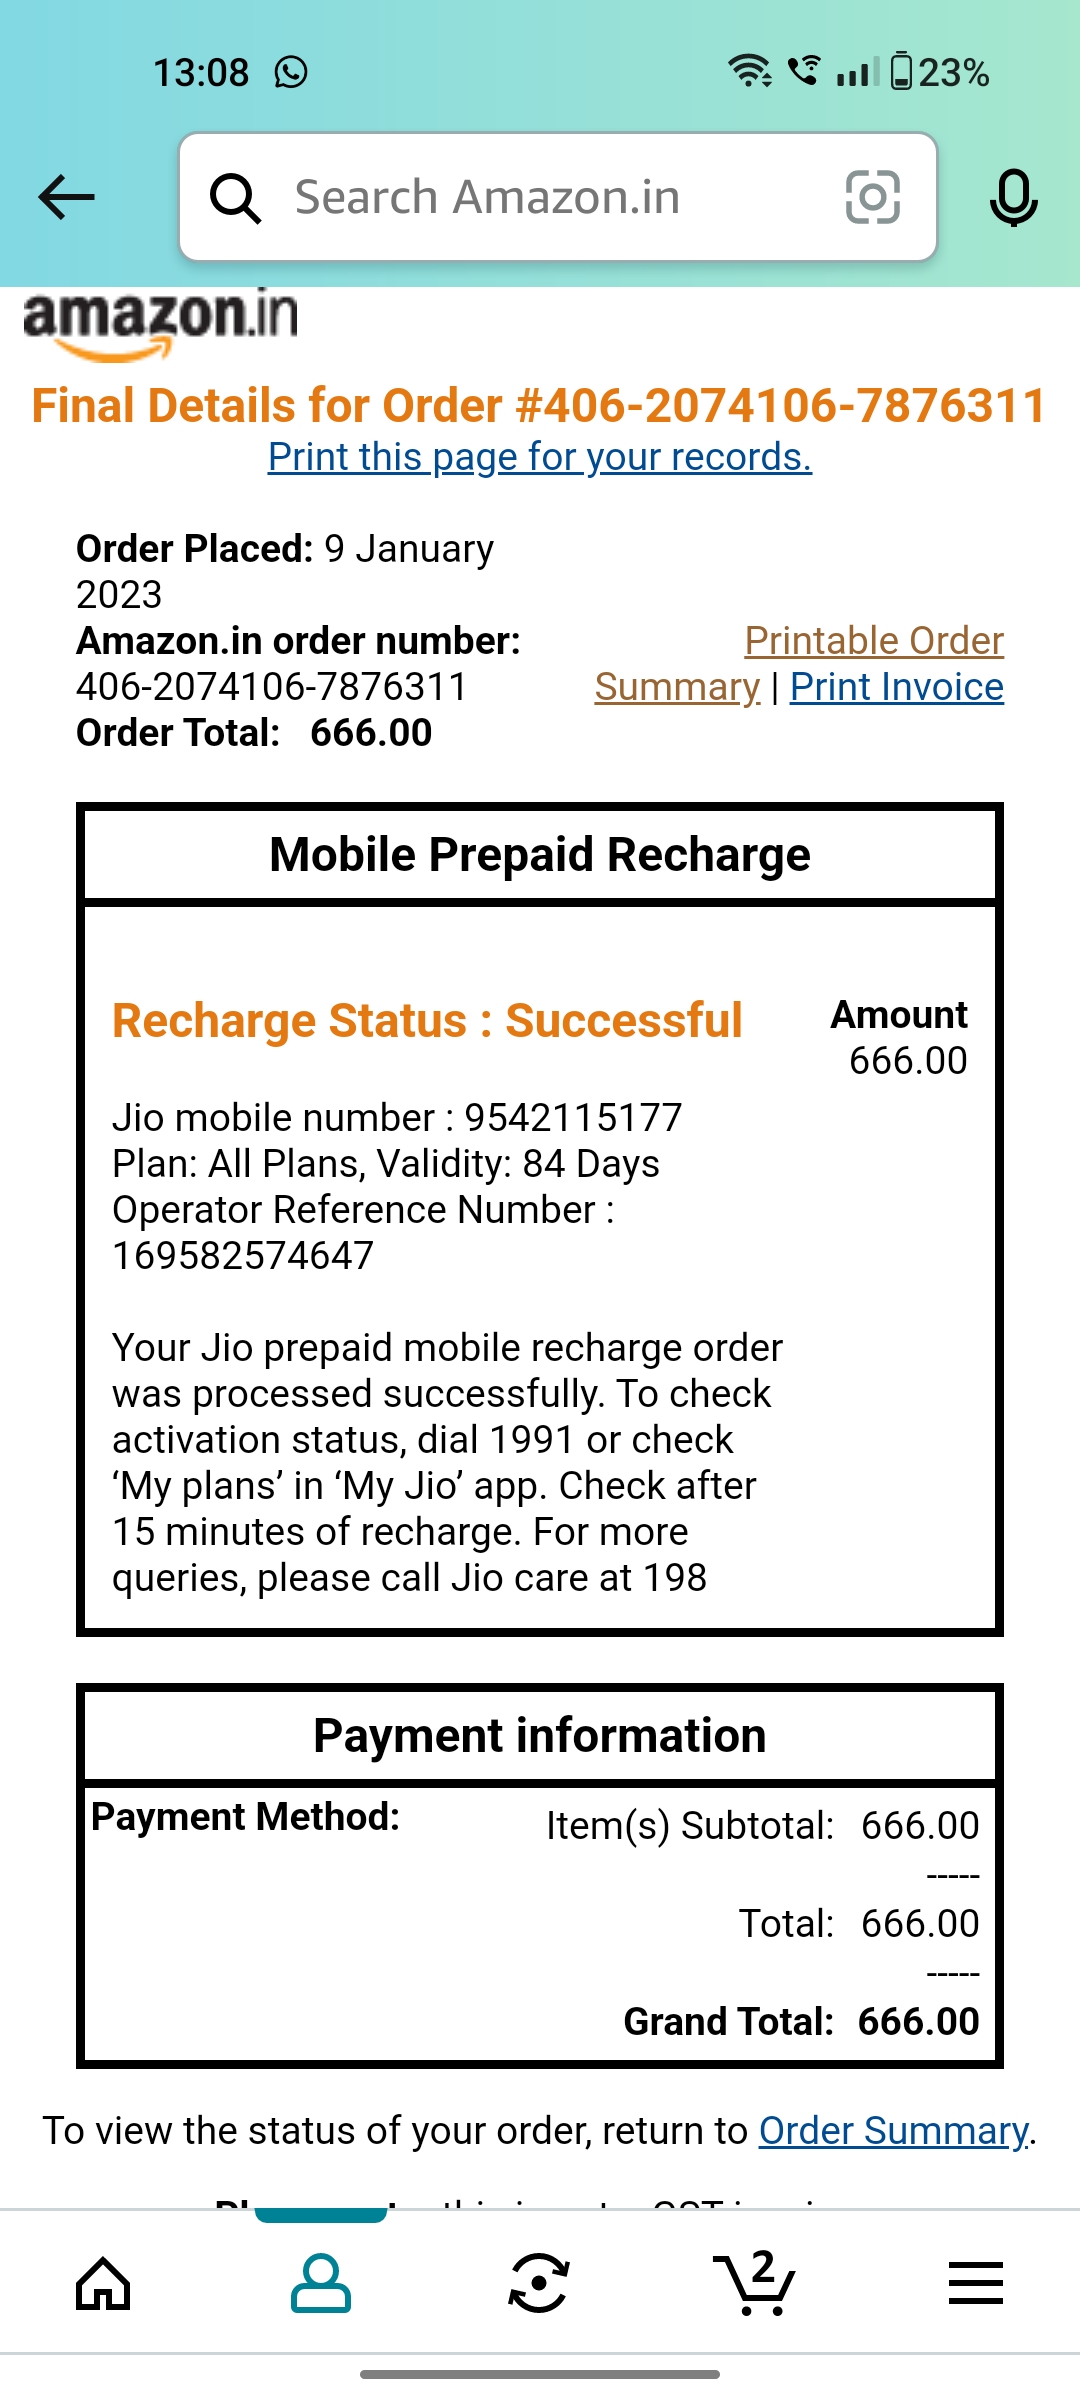 13:08 23%
Search Amazon.in
amazon.in
Final Details for Order #406-2074106-7876311
Print this page for your records.
Order Placed: 9 January
2023
Amazon.in order number:
406-2074106-7876311
Order Total: 666.00
Printable Order
Summary | Print Invoice
Mobile Prepaid Recharge
Recharge Status : Successful
Amount
666.00
Jio mobile number : 9542115177
Plan: All Plans, Validity: 84 Days
Operator Reference Number :
169582574647
Your Jio prepaid mobile recharge order
was processed successfully. To check
activation status, dial 1991 or check
‘My plans’ in ‘My Jio’ app. Check after
15 minutes of recharge. For more
queries, please call Jio care at 198
Payment information
Payment Method:
Item(s) Subtotal: 666.00
-----
Total: 666.00
-----
Grand Total: 666.00
To view the status of your order, return to Order Summary.
2